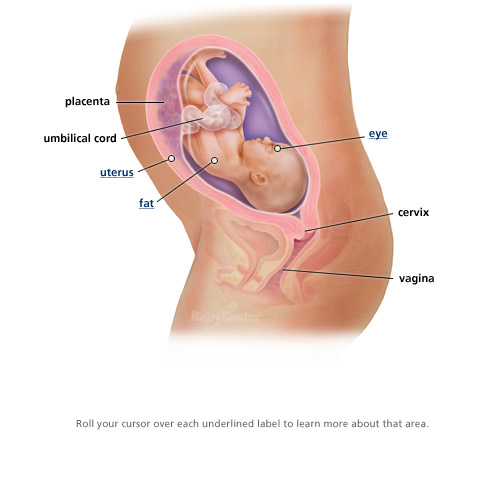 placenta
umbilical cord
eye
uterus
fat
cervix
vagina
BabyCenter
Roll your cursor over each underlined label to learn more about that area.